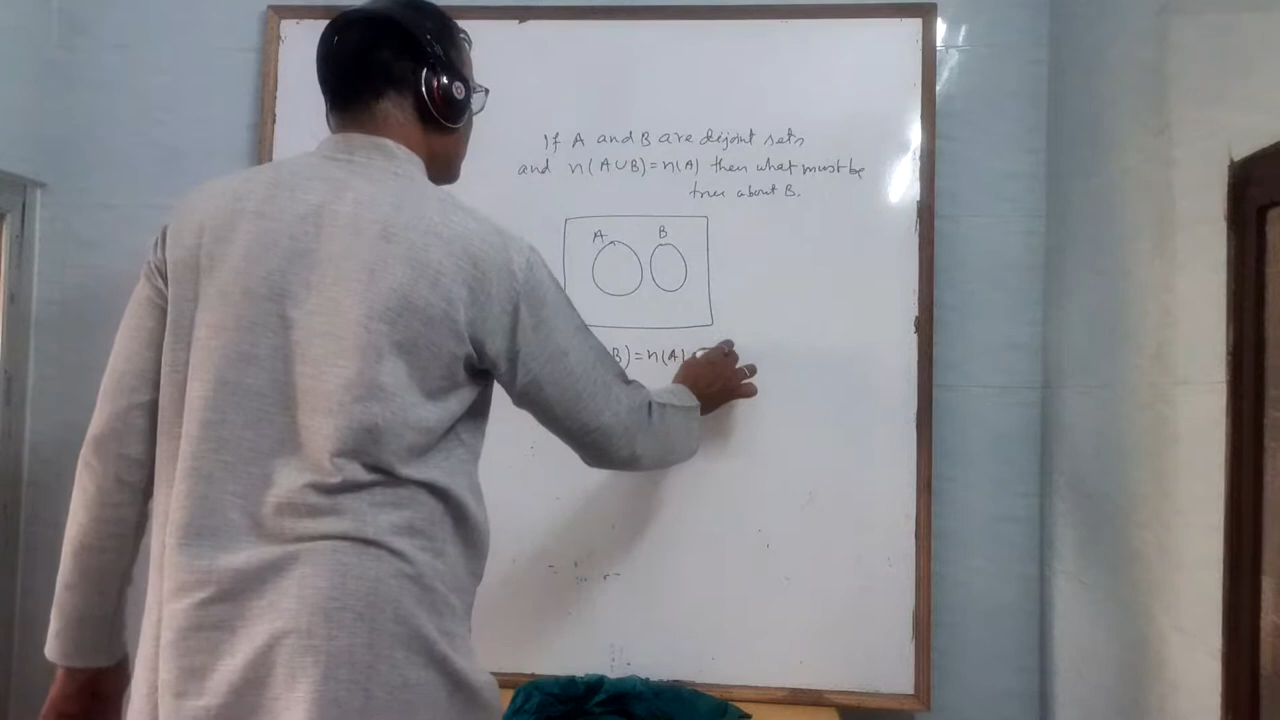 If A and B are disjoint sets
and n(A∪B)=n(A) then what must be
true about B.
A B
B)=n(A)